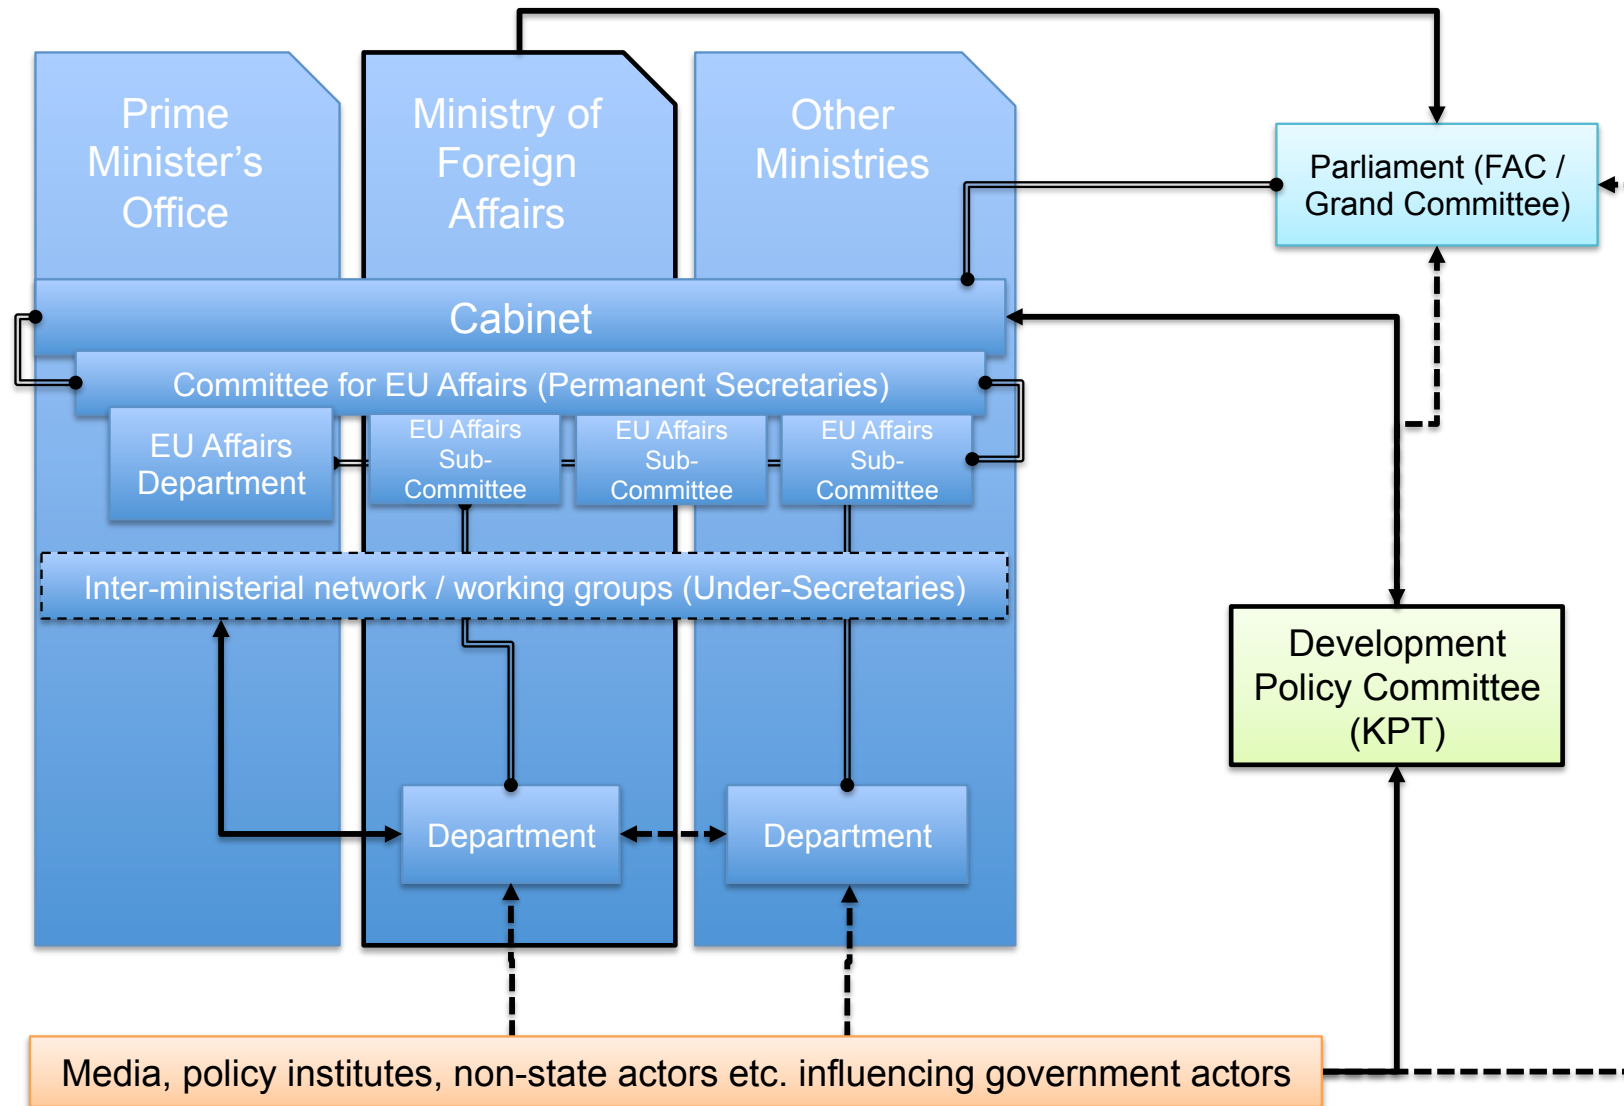 Prime
Minister’s
Office
Ministry of
Foreign
Affairs
Other
Ministries
Parliament (FAC /
Grand Committee)
Cabinet
Committee for EU Affairs (Permanent Secretaries)
EU Affairs
Department
EU Affairs
Sub-
Committee
EU Affairs
Sub-
Committee
EU Affairs
Sub-
Committee
Inter-ministerial network / working groups (Under-Secretaries)
Development
Policy Committee
(KPT)
Department
Department
Media, policy institutes, non-state actors etc. influencing government actors